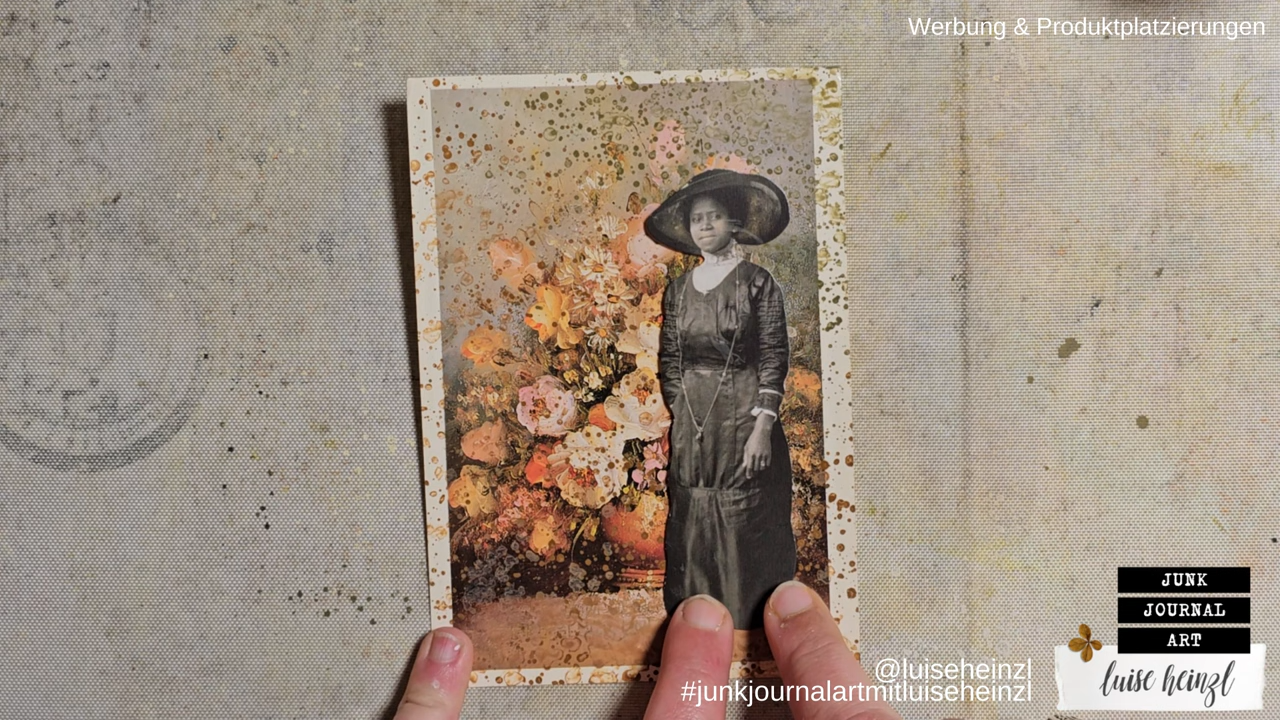 Werbung & Produktplatzierungen
JUNK
JOURNAL
ART
@luiseheinzl
#junkjournalartmitluiseheinzl
luise heinzl